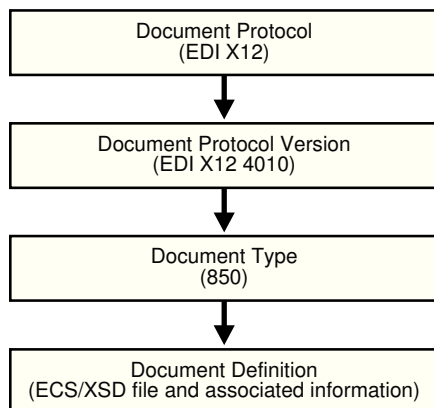 Document Protocol
(EDI X12)
Document Protocol Version
(EDI X12 4010)
Document Type
(850)
Document Definition
(ECS/XSD file and associated information)